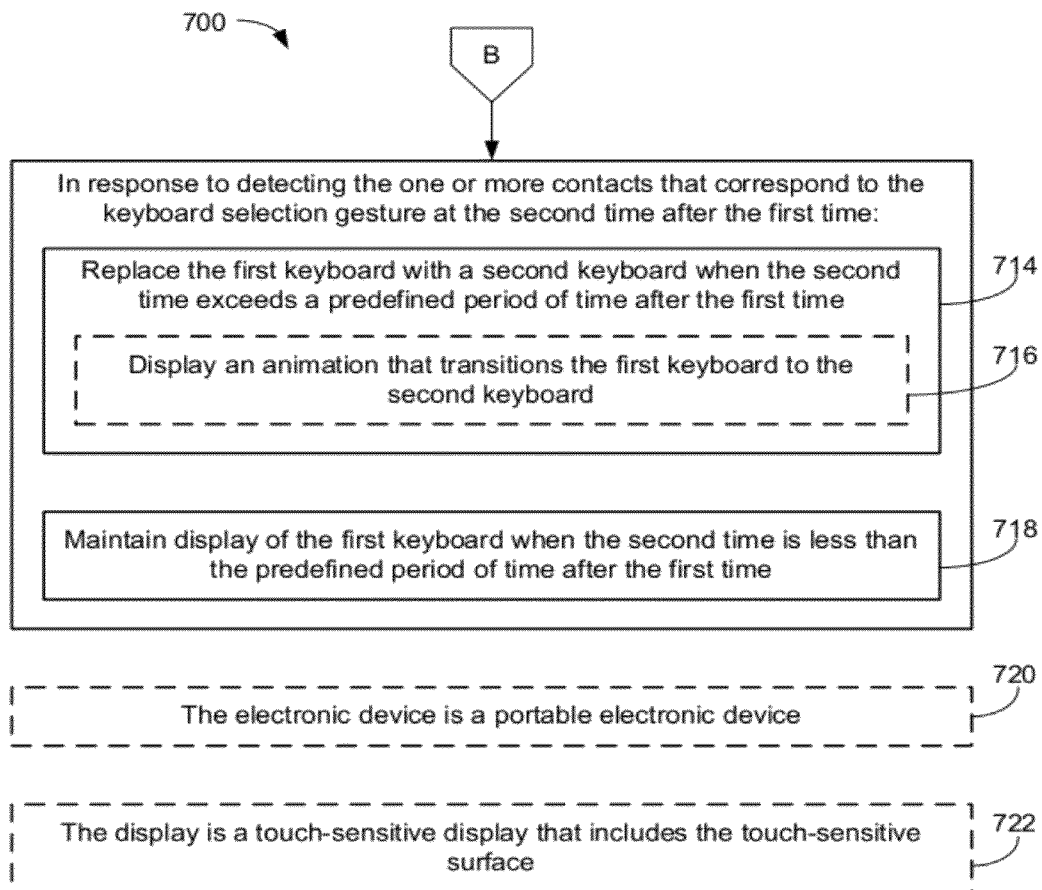 700
B
In response to detecting the one or more contacts that correspond to the
keyboard selection gesture at the second time after the first time:
Replace the first keyboard with a second keyboard when the second
time exceeds a predefined period of time after the first time
714
Display an animation that transitions the first keyboard to the
second keyboard
716
Maintain display of the first keyboard when the second time is less than
the predefined period of time after the first time
718
The electronic device is a portable electronic device
720
The display is a touch-sensitive display that includes the touch-sensitive
surface
722